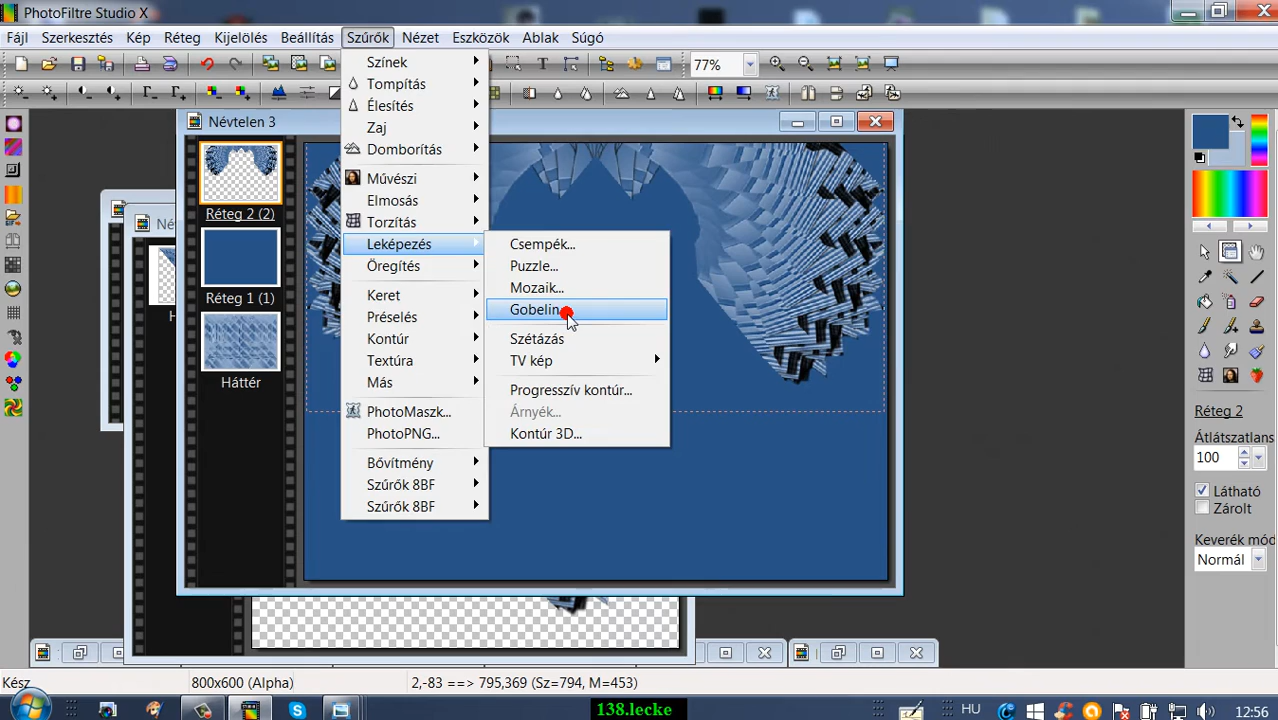 PhotoFiltre Studio X
Fájl Szerkesztés Kép Réteg Kijelölés Beállítás Szűrők Nézet Eszközök Ablak Súgó
77%
Színek
Tompítás
Élesítés
Zaj
Domborítás
Művészi
Elmosás
Torzítás
Leképezés
Öregítés
Keret
Préselés
Kontúr
Textúra
Más
PhotoMaszk...
PhotoPNG...
Bővítmény
Szűrők 8BF
Szűrők 8BF
Csempék...
Puzzle...
Mozaik...
Gobelin
Szétázás
TV kép
Progresszív kontúr...
Árnyék...
Kontúr 3D...
Névtelen 3
Réteg 2 (2)
Réteg 1 (1)
Háttér
Réteg 2
Átlátszatlans
100
Látható
Zárolt
Keverék mód
Normál
Kész
800x600 (Alpha)
2,-83 ==> 795,369 (Sz=794, M=453)
138.lecke
HU
12:56